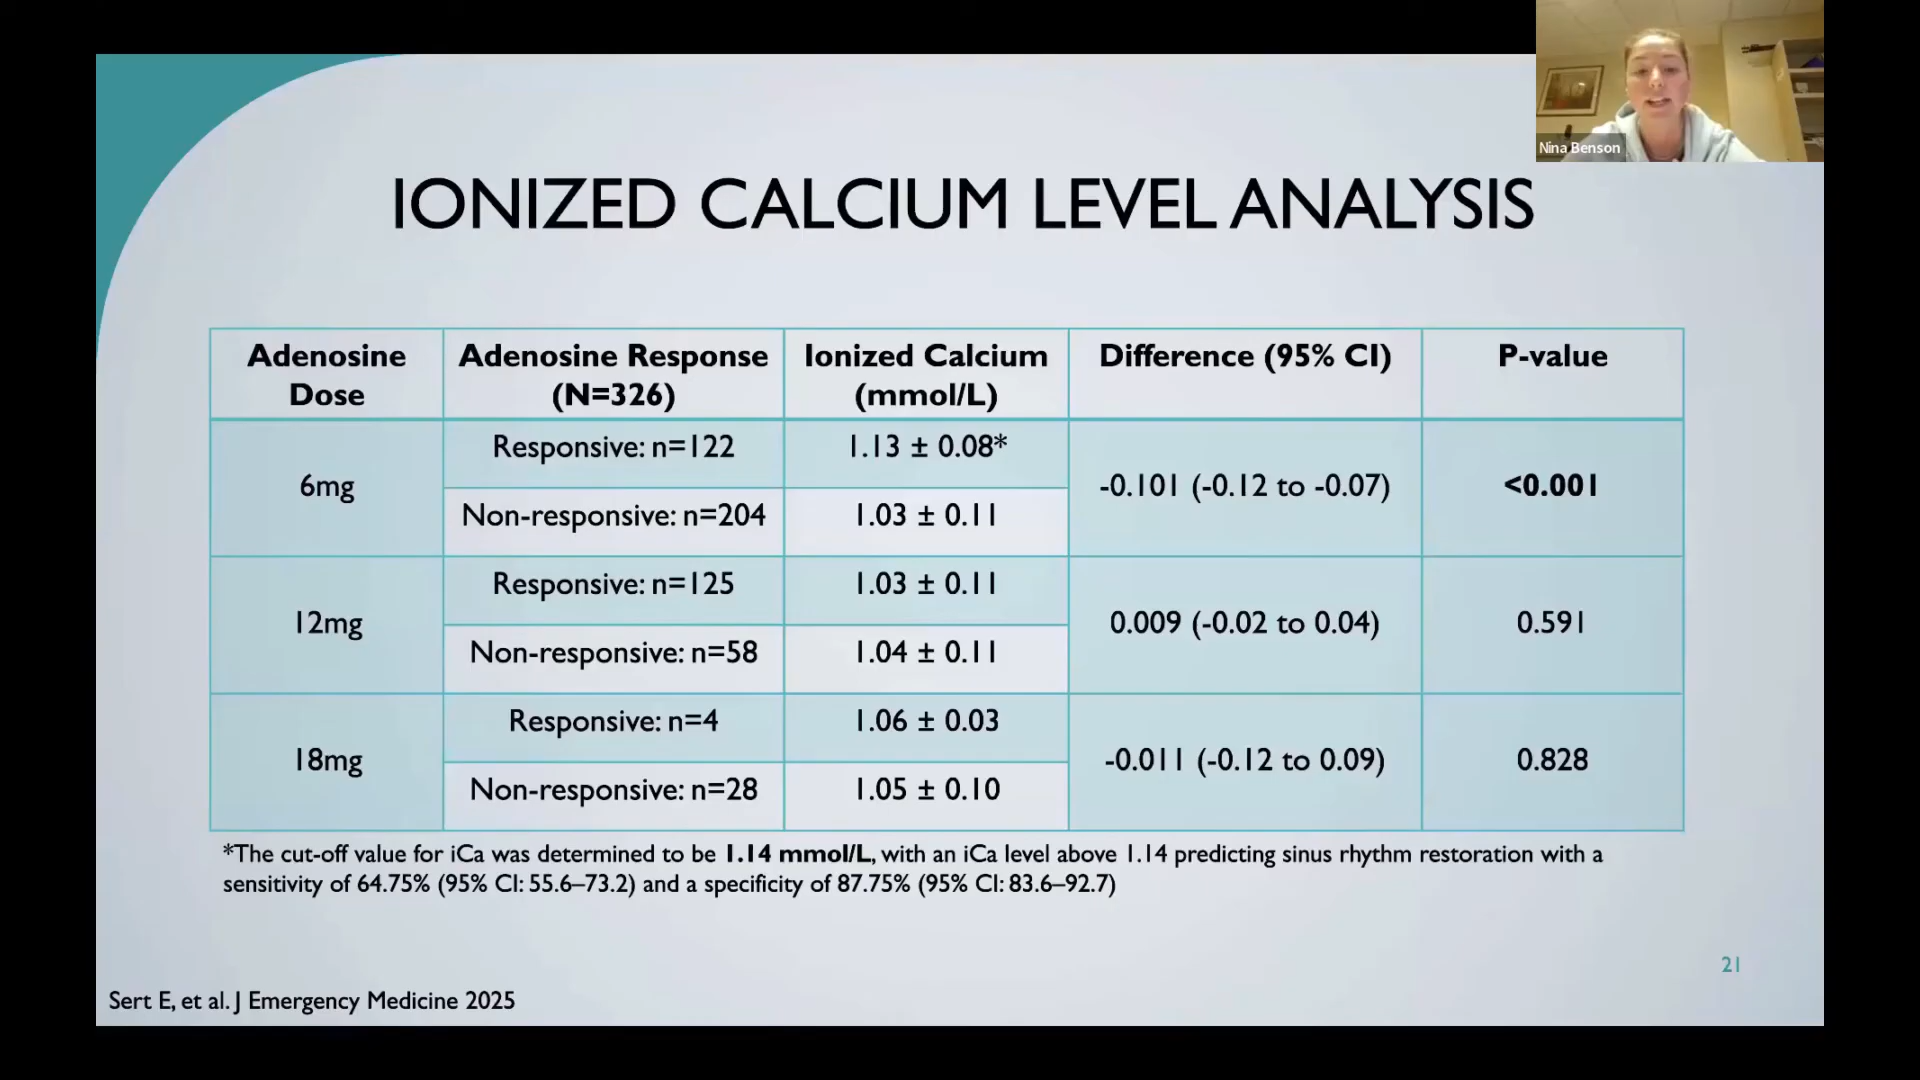 Nina Benson
IONIZED CALCIUM LEVEL ANALYSIS
Adenosine Dose
Adenosine Response (N=326)
Ionized Calcium (mmol/L)
Difference (95% CI)
P-value
6mg
Responsive: n=122
1.13 ± 0.08*
-0.101 (-0.12 to -0.07)
<0.001
Non-responsive: n=204
1.03 ± 0.11
12mg
Responsive: n=125
1.03 ± 0.11
0.009 (-0.02 to 0.04)
0.591
Non-responsive: n=58
1.04 ± 0.11
18mg
Responsive: n=4
1.06 ± 0.03
-0.011 (-0.12 to 0.09)
0.828
Non-responsive: n=28
1.05 ± 0.10
*The cut-off value for iCa was determined to be 1.14 mmol/L, with an iCa level above 1.14 predicting sinus rhythm restoration with a
sensitivity of 64.75% (95% CI: 55.6–73.2) and a specificity of 87.75% (95% CI: 83.6–92.7)
21
Sert E, et al. J Emergency Medicine 2025